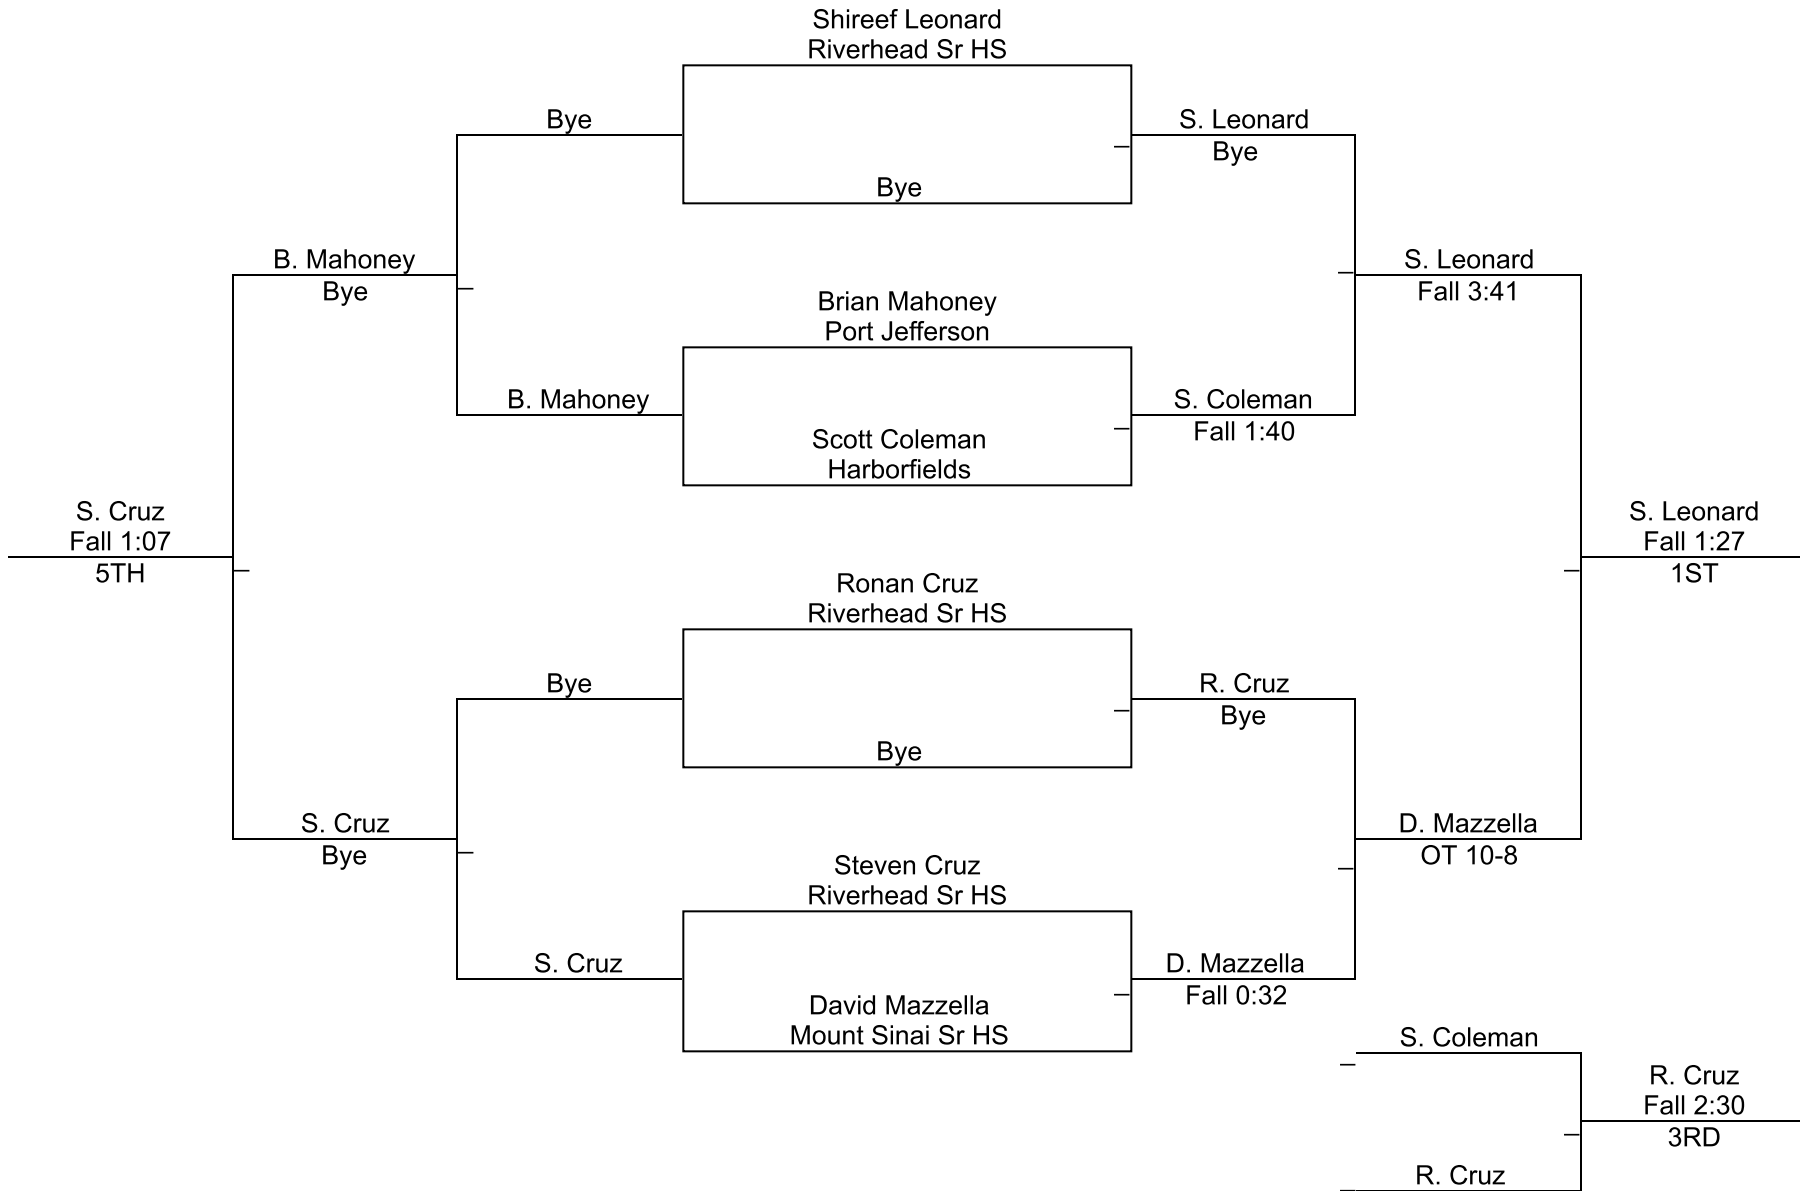 Shireef Leonard
Riverhead Sr HS
Bye
S. Leonard
Bye
Bye
B. Mahoney
Bye
S. Leonard
Fall 3:41
Brian Mahoney
Port Jefferson
B. Mahoney
S. Coleman
Fall 1:40
Scott Coleman
Harborfields
S. Cruz
Fall 1:07
5TH
S. Leonard
Fall 1:27
1ST
Ronan Cruz
Riverhead Sr HS
Bye
R. Cruz
Bye
Bye
S. Cruz
Bye
D. Mazzella
OT 10-8
Steven Cruz
Riverhead Sr HS
S. Cruz
D. Mazzella
Fall 0:32
David Mazzella
Mount Sinai Sr HS
S. Coleman
R. Cruz
Fall 2:30
3RD
R. Cruz